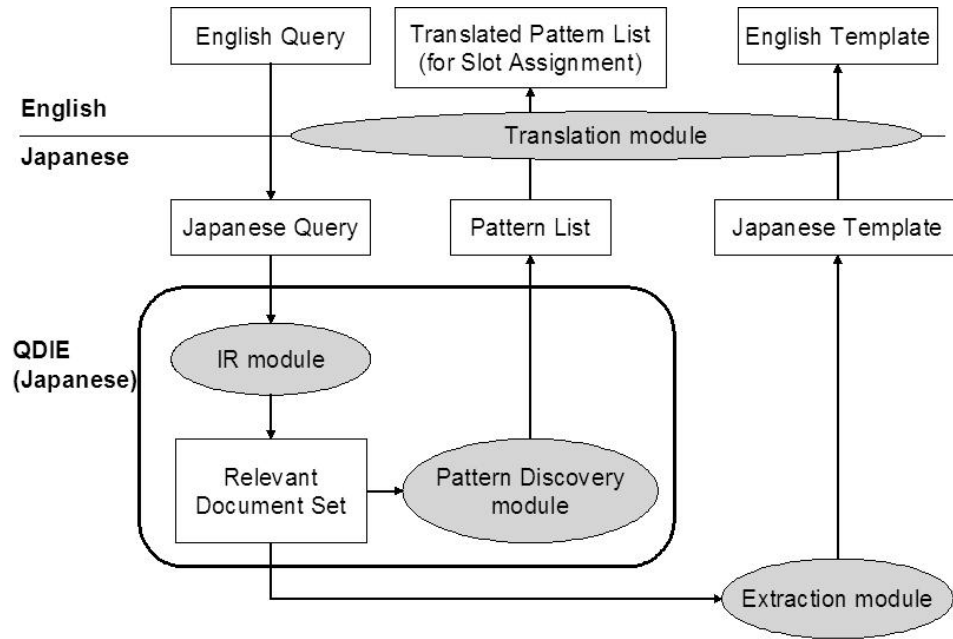 English Query
Translated Pattern List
(for Slot Assignment)
English Template
English
Translation module
Japanese
Japanese Query
Pattern List
Japanese Template
QDIE
(Japanese)
IR module
Relevant
Document Set
Pattern Discovery
module
Extraction module